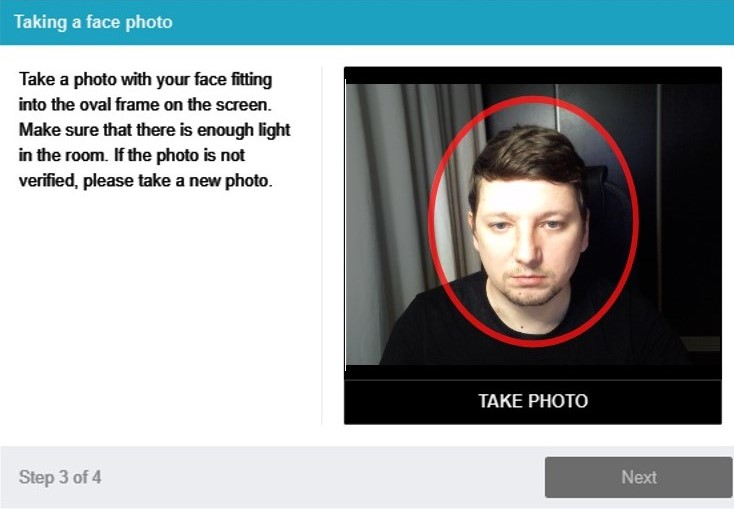 Taking a face photo
Take a photo with your face fitting
into the oval frame on the screen.
Make sure that there is enough light
in the room. If the photo is not
verified, please take a new photo.
TAKE PHOTO
Step 3 of 4
Next